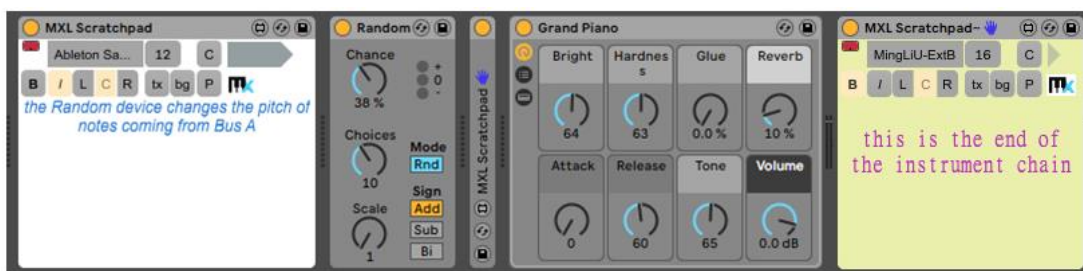 MXL Scratchpad
Ableton Sa... 12 C
B I L C R tx bg P mx
the Random device changes the pitch of
notes coming from Bus A
Random
Chance
38 %
+
0
-
Choices
10
Mode
Rnd
Scale
1
Sign
Add
Sub
Bi
MXL Scratchpad
Grand Piano
Bright Hardnes Glue Reverb
s
64 63 0.0 % 10 %
Attack Release Tone Volume
0 60 65 0.0 dB
MXL Scratchpad~
MingLiU-ExtB 16 C
B I L C R tx bg P mx
this is the end of
the instrument chain